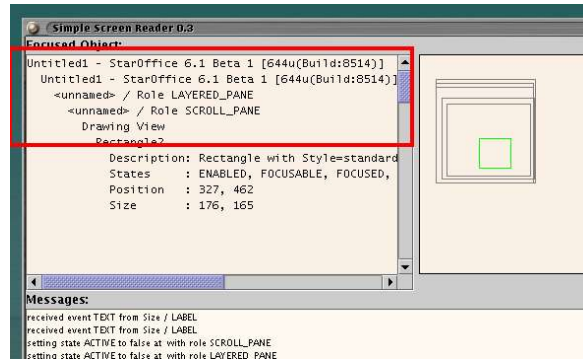 Simple Screen Reader 0.3
Focused Object:
Untitled1 - StarOffice 6.1 Beta 1 [644u(Build:8514)]
Untitled1 - StarOffice 6.1 Beta 1 [644u(Build:8514)]
<unnamed> / Role LAYERED_PANE
<unnamed> / Role SCROLL_PANE
Drawing View
Rectangle?
Description: Rectangle with Style=standard
States : ENABLED, FOCUSABLE, FOCUSED,
Position : 327, 462
Size : 176, 165
Messages:
received event TEXT from Size / LABEL
received event TEXT from Size / LABEL
setting state ACTIVE to false at with role SCROLL_PANE
setting state ACTIVE to false at with role LAYERED_PANE